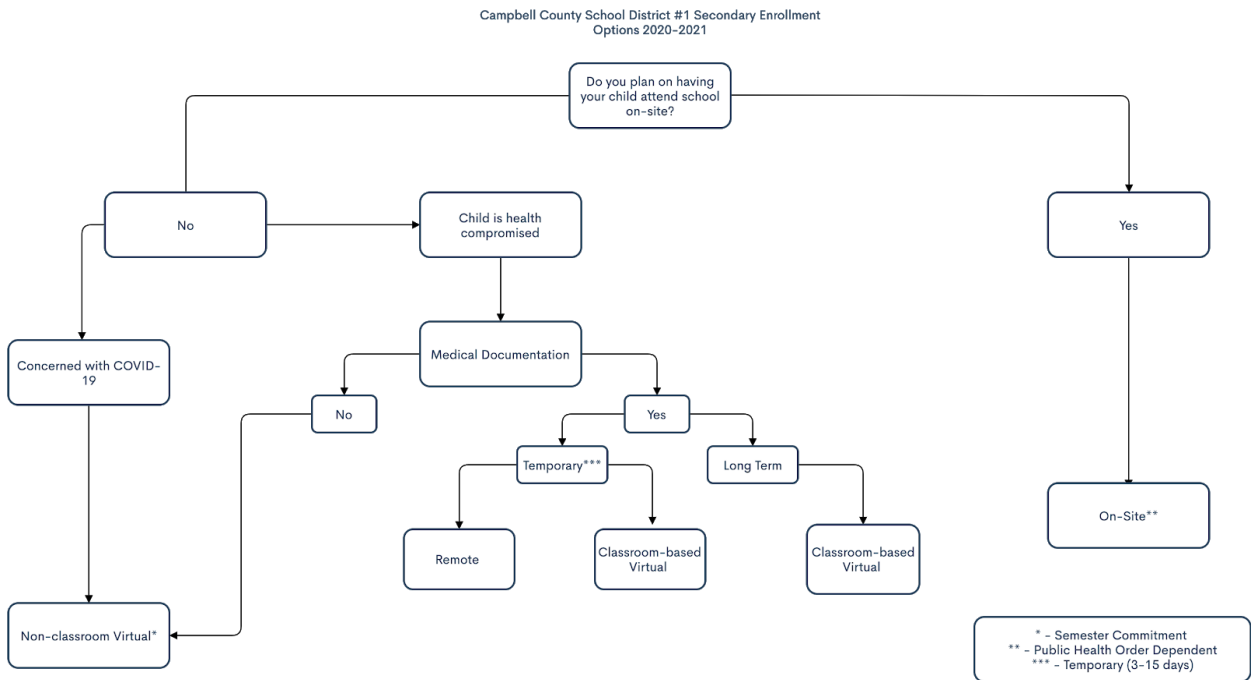 Campbell County School District #1 Secondary Enrollment
Options 2020-2021
Do you plan on having
your child attend school
on-site?
No
Child is health
compromised
Yes
Concerned with COVID-
19
Medical Documentation
No
Yes
Temporary***
Long Term
On-Site**
Remote
Classroom-based
Virtual
Classroom-based
Virtual
Non-classroom Virtual*
* - Semester Commitment
** - Public Health Order Dependent
*** - Temporary (3-15 days)